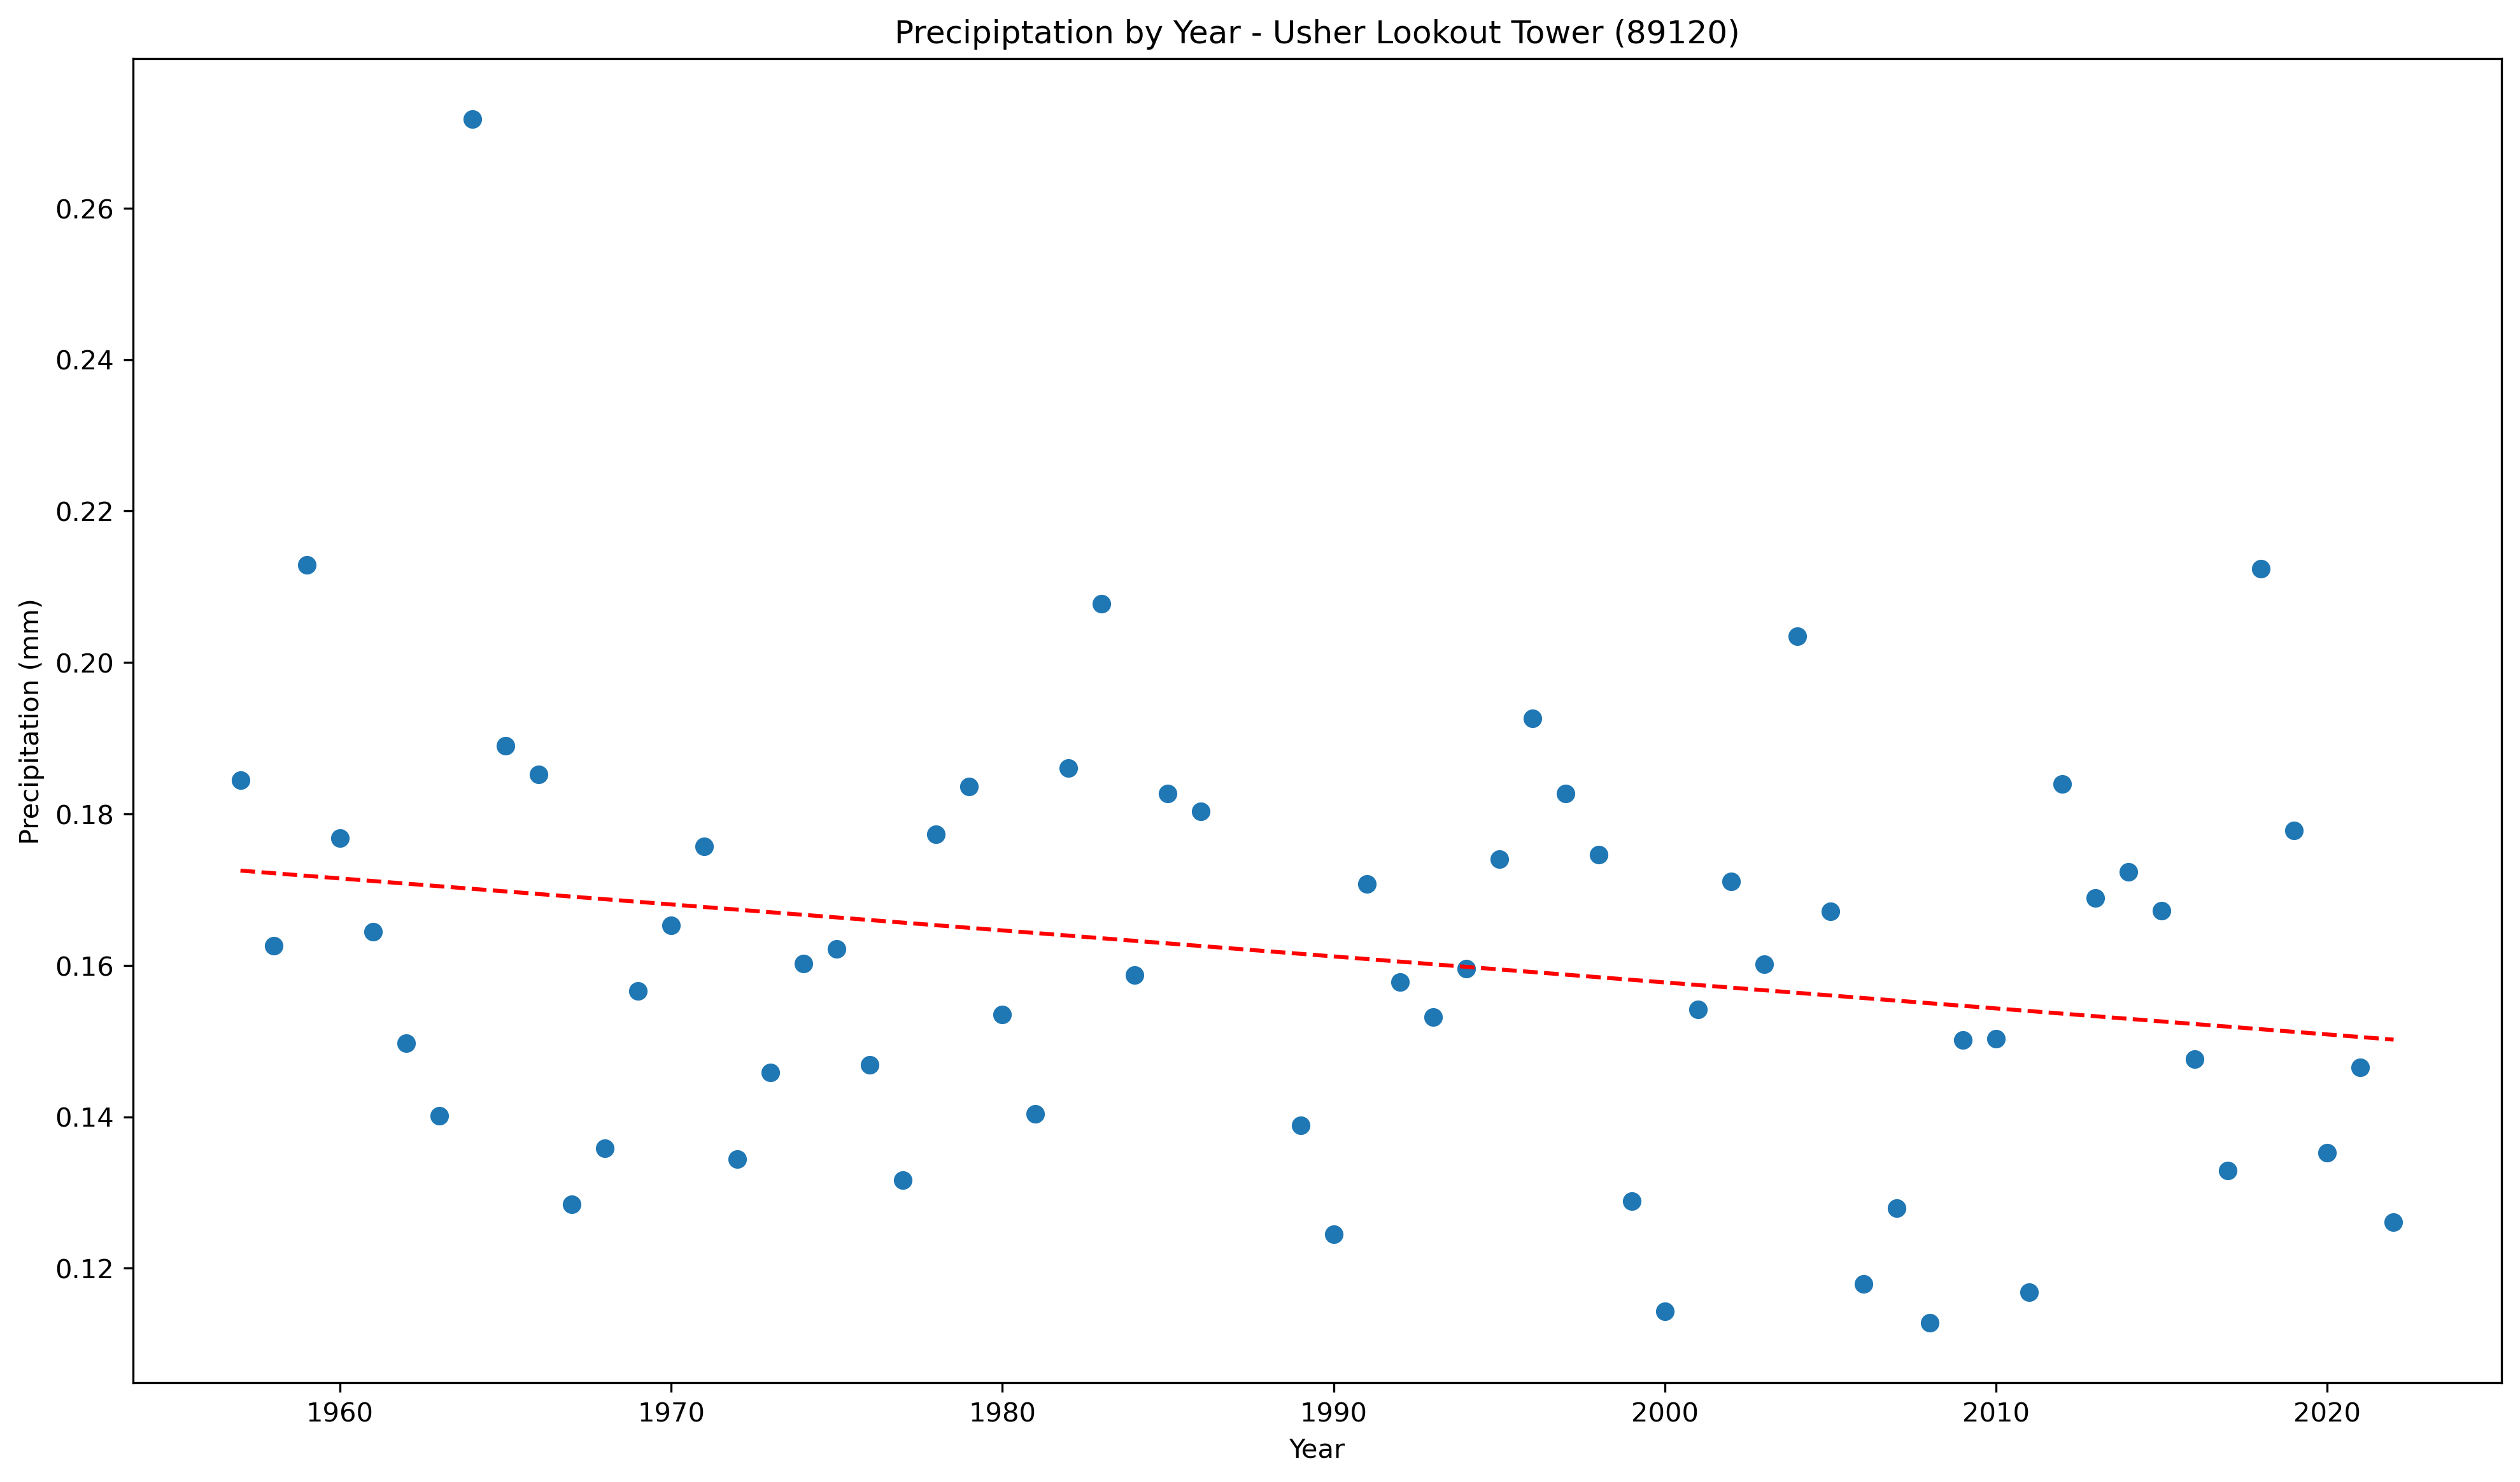 Precipiptation by Year - Usher Lookout Tower (89120)
Precipitation (mm)
0.26
0.24
0.22
0.20
0.18
0.16
0.14
0.12
1960 1970 1980 1990 2000 2010 2020
Year